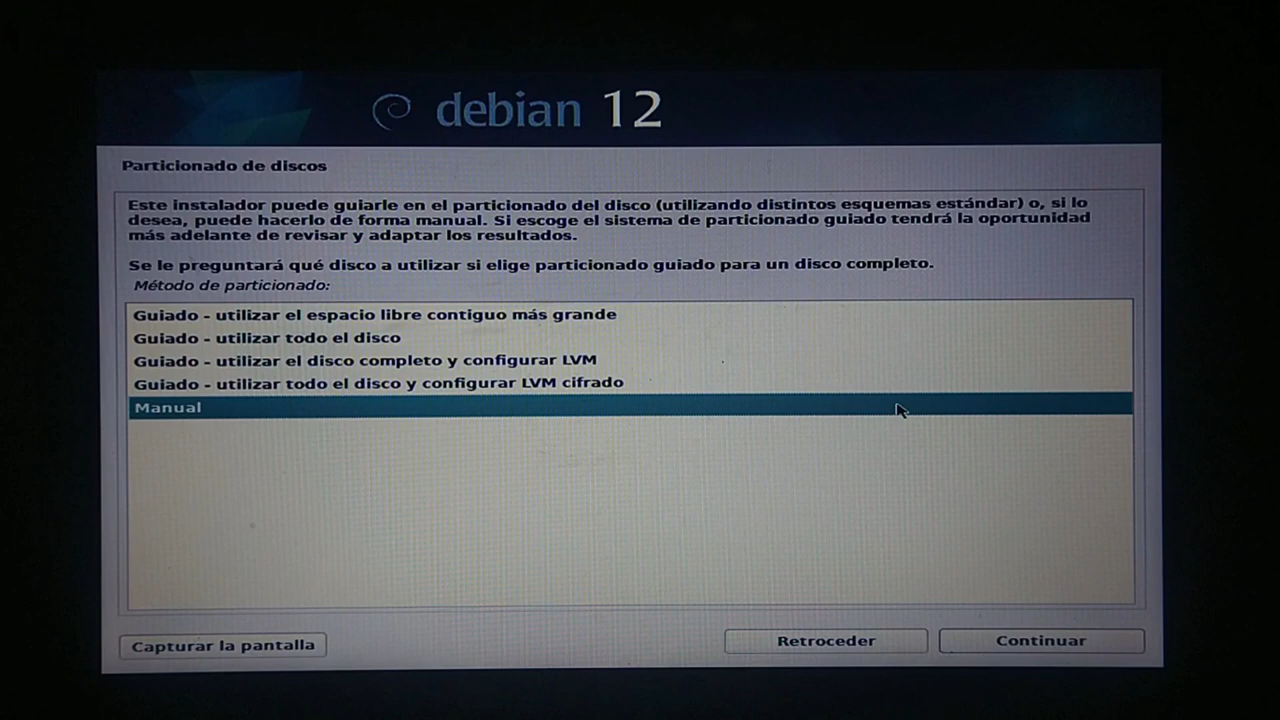 debian 12
Particionado de discos
Este instalador puede guiarle en el particionado del disco (utilizando distintos esquemas estándar) o, si lo
desea, puede hacerlo de forma manual. Si escoge el sistema de particionado guiado tendrá la oportunidad
más adelante de revisar y adaptar los resultados.
Se le preguntará qué disco a utilizar si elige particionado guiado para un disco completo.
Método de particionado:
Guiado - utilizar el espacio libre contiguo más grande
Guiado - utilizar todo el disco
Guiado - utilizar el disco completo y configurar LVM
Guiado - utilizar todo el disco y configurar LVM cifrado
Manual
Capturar la pantalla
Retroceder
Continuar